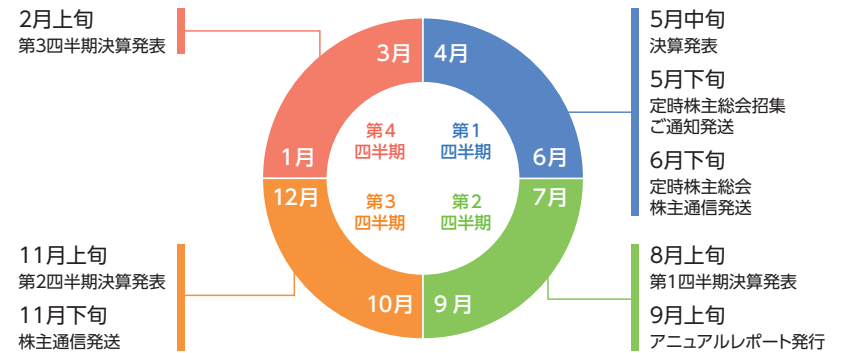 2月上旬
第3四半期決算発表
3月
4月
5月中旬
決算発表
5月下旬
定時株主総会招集
ご通知発送
6月下旬
定時株主総会
株主通信発送
第4
四半期
第1
四半期
1月
6月
12月
7月
第3
四半期
第2
四半期
10月
9月
11月上旬
第2四半期決算発表
11月下旬
株主通信発送
8月上旬
第1四半期決算発表
9月上旬
アニュアルレポート発行